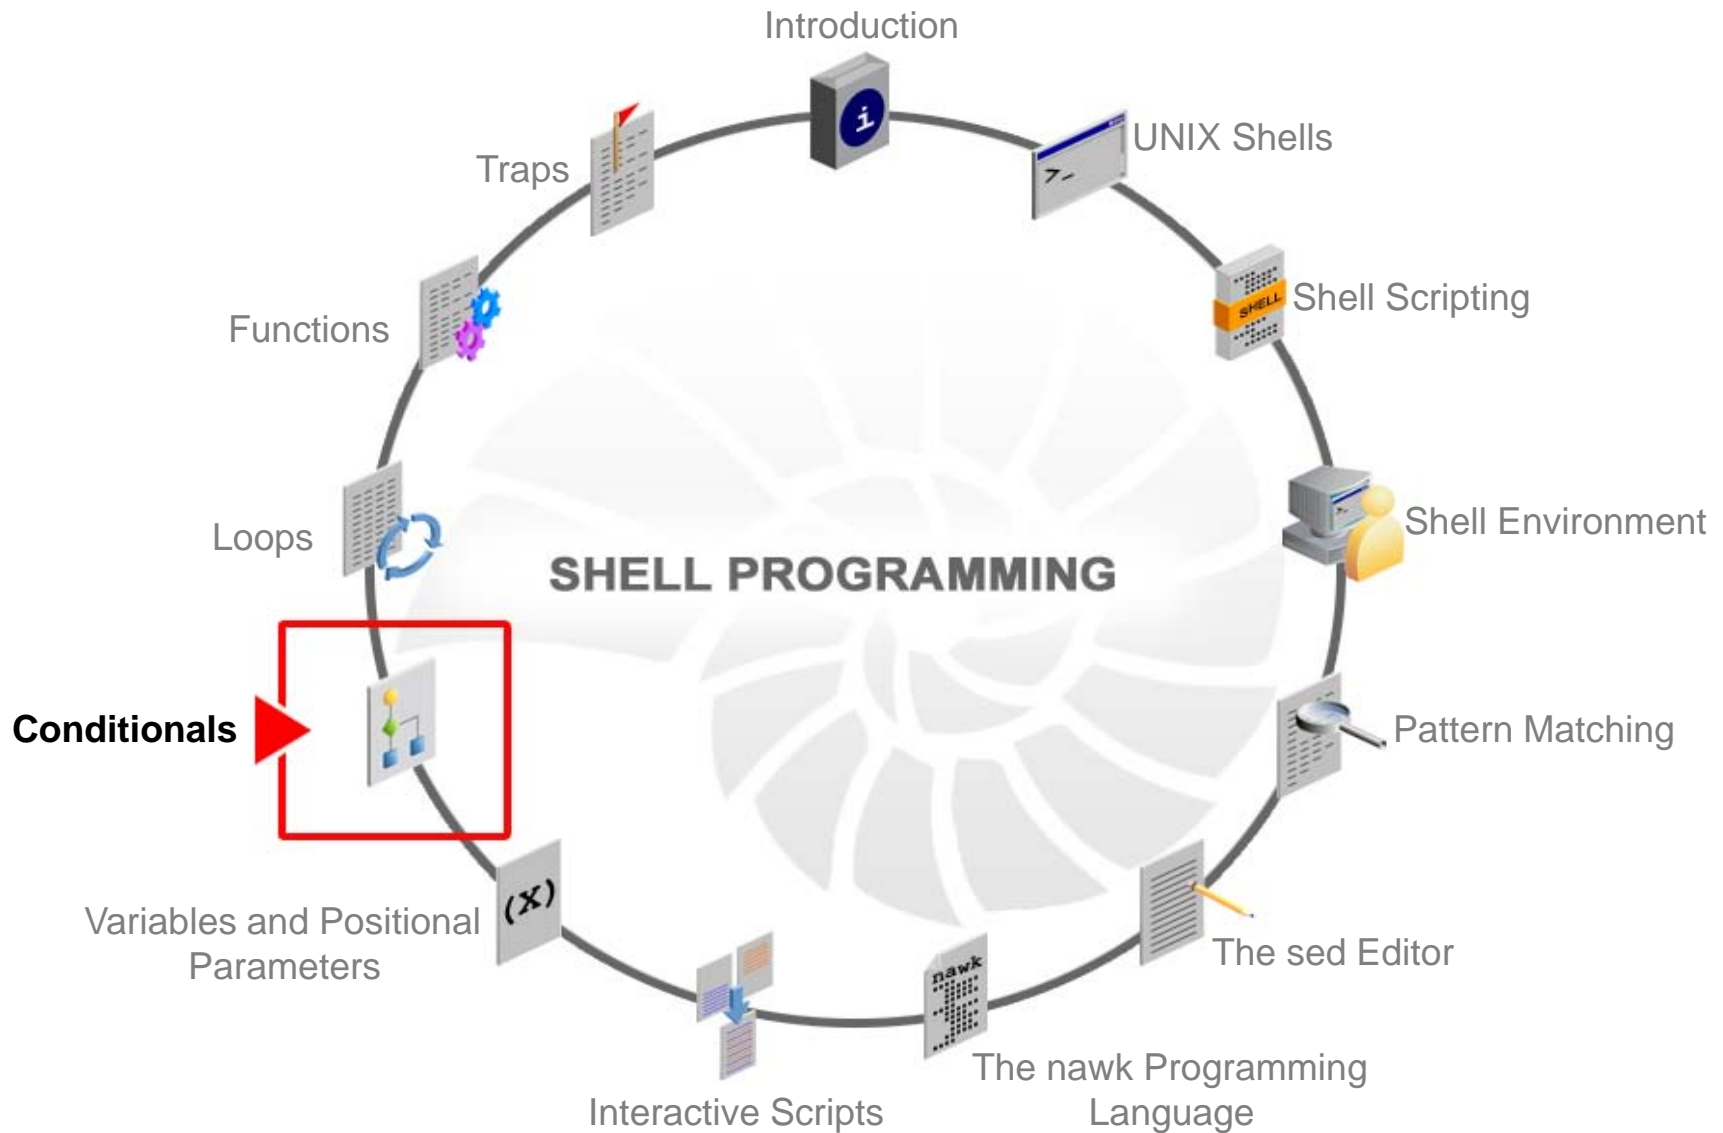 Introduction
UNIX Shells
Traps
i
>_
Shell Scripting
SHELL
Functions
Shell Environment
>_
Loops
SHELL PROGRAMMING
Conditionals
Pattern Matching
Variables and Positional
Parameters
(X)
The sed Editor
nawk
The nawk Programming
Language
Interactive Scripts